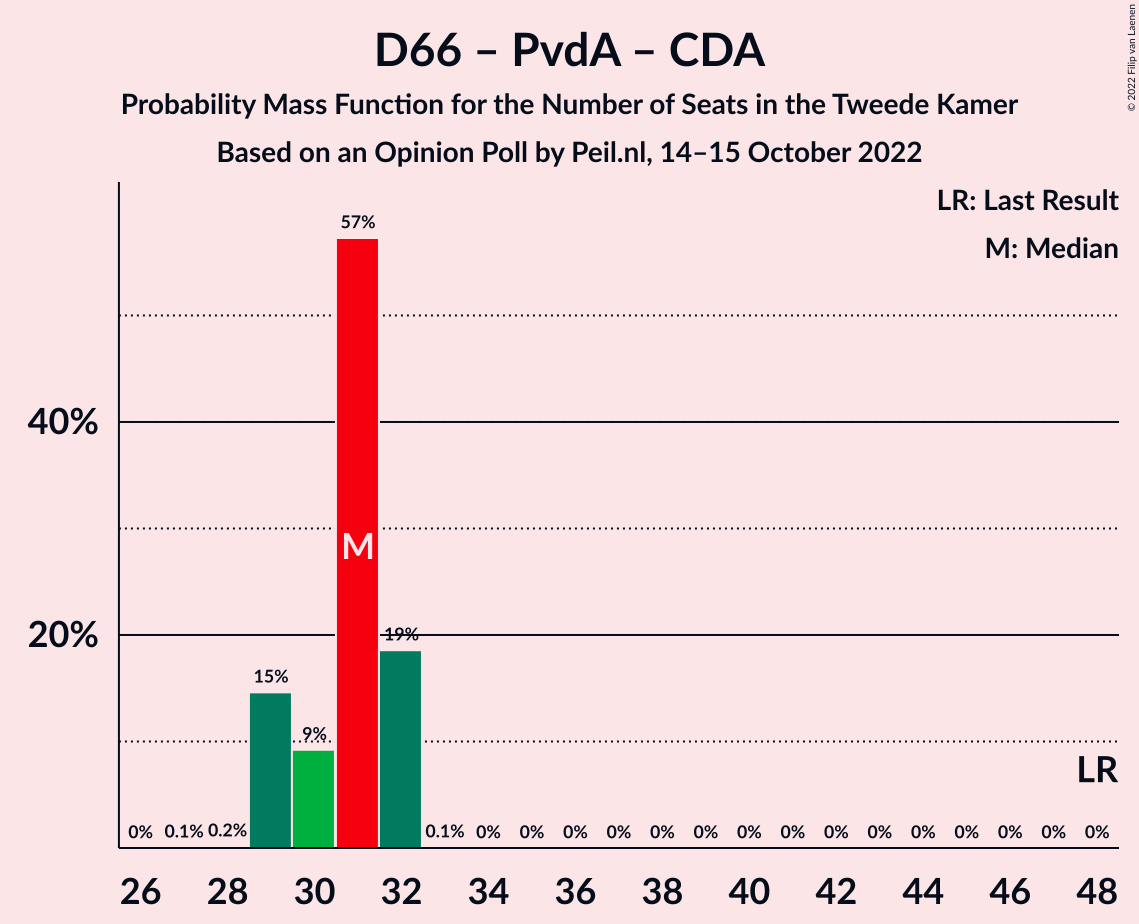 D66 – PvdA – CDA
Probability Mass Function for the Number of Seats in the Tweede Kamer
Based on an Opinion Poll by Peil.nl, 14–15 October 2022
© 2022 Filip van Laenen
LR: Last Result
M: Median
57%
40%
M
20%
19%
15%
9%
LR
0% 0.1% 0.2% 0.1% 0% 0% 0% 0% 0% 0% 0% 0% 0% 0% 0% 0% 0% 0% 0%
26 28 30 32 34 36 38 40 42 44 46 48